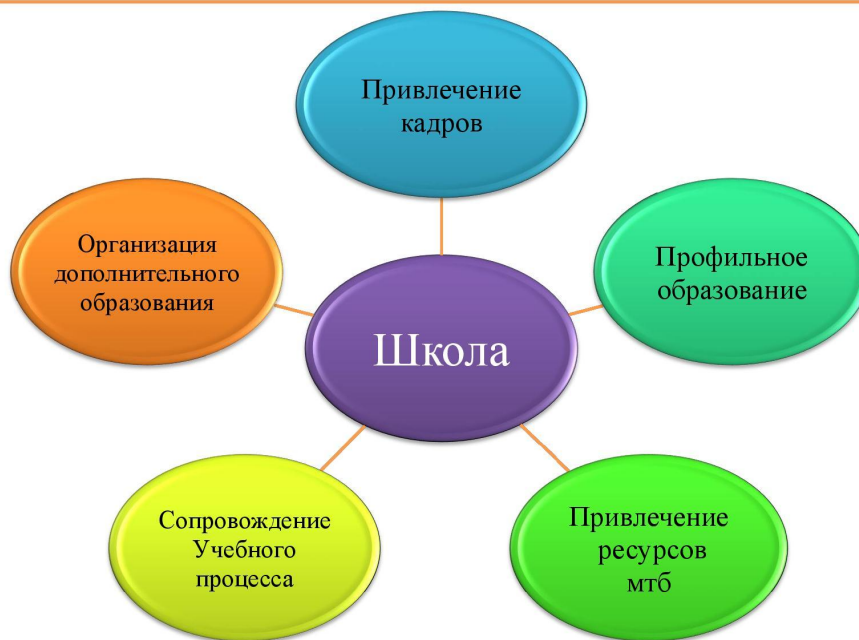 Привлечение
кадров
Организация
дополнительного
образования
Профильное
образование
Школа
Сопровождение
Учебного
процесса
Привлечение
ресурсов
мтб